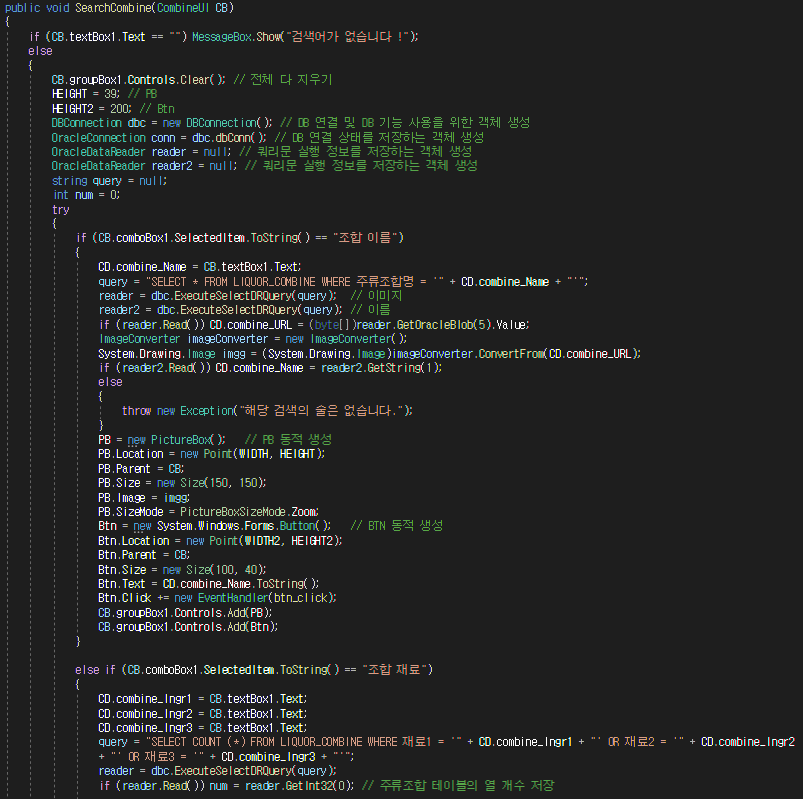 public void SearchCombine(CombineUI CB)
{
if (CB.textBox1.Text == "") MessageBox.Show("검색어가 없습니다 !");
else
{
CB.groupBox1.Controls.Clear(); // 전체 다 지우기
HEIGHT = 39; // PB
HEIGHT2 = 200; // Btn
DBConnection dbc = new DBConnection(); // DB 연결 및 DB 기능 사용을 위한 객체 생성
OracleConnection conn = dbc.dbConn(); // DB 연결 상태를 저장하는 객체 생성
OracleDataReader reader = null; // 쿼리문 실행 정보를 저장하는 객체 생성
OracleDataReader reader2 = null; // 쿼리문 실행 정보를 저장하는 객체 생성
string query = null;
int num = 0;
try
{
if (CB.comboBox1.SelectedItem.ToString() == "조합 이름")
{
CD.combine_Name = CB.textBox1.Text;
query = "SELECT * FROM LIQUOR_COMBINE WHERE 주류조합명 = '" + CD.combine_Name + "'";
reader = dbc.ExecuteSelectDRQuery(query); // 이미지
reader2 = dbc.ExecuteSelectDRQuery(query); // 이름
if (reader.Read()) CD.combine_URL = (byte[])reader.GetOracleBlob(5).Value;
ImageConverter imageConverter = new ImageConverter();
System.Drawing.Image imgg = (System.Drawing.Image)imageConverter.ConvertFrom(CD.combine_URL);
if (reader2.Read()) CD.combine_Name = reader2.GetString(1);
else
{
throw new Exception("해당 검색의 술은 없습니다.");
}
PB = new PictureBox(); // PB 동적 생성
PB.Location = new Point(WIDTH, HEIGHT);
PB.Parent = CB;
PB.Size = new Size(150, 150);
PB.Image = imgg;
PB.SizeMode = PictureBoxSizeMode.Zoom;
Btn = new System.Windows.Forms.Button(); // BTN 동적 생성
Btn.Location = new Point(WIDTH2, HEIGHT2);
Btn.Parent = CB;
Btn.Size = new Size(100, 40);
Btn.Text = CD.combine_Name.ToString();
Btn.Click += new EventHandler(btn_click);
CB.groupBox1.Controls.Add(PB);
CB.groupBox1.Controls.Add(Btn);
}
else if (CB.comboBox1.SelectedItem.ToString() == "조합 재료")
{
CD.combine_Ingr1 = CB.textBox1.Text;
CD.combine_Ingr2 = CB.textBox1.Text;
CD.combine_Ingr3 = CB.textBox1.Text;
query = "SELECT COUNT (*) FROM LIQUOR_COMBINE WHERE 재료1 = '" + CD.combine_Ingr1 + "' OR 재료2 = '" + CD.combine_Ingr2
+ "' OR 재료3 = '" + CD.combine_Ingr3 + "'";
reader = dbc.ExecuteSelectDRQuery(query);
if (reader.Read()) num = reader.GetInt32(0); // 주류조합 테이블의 열 개수 저장